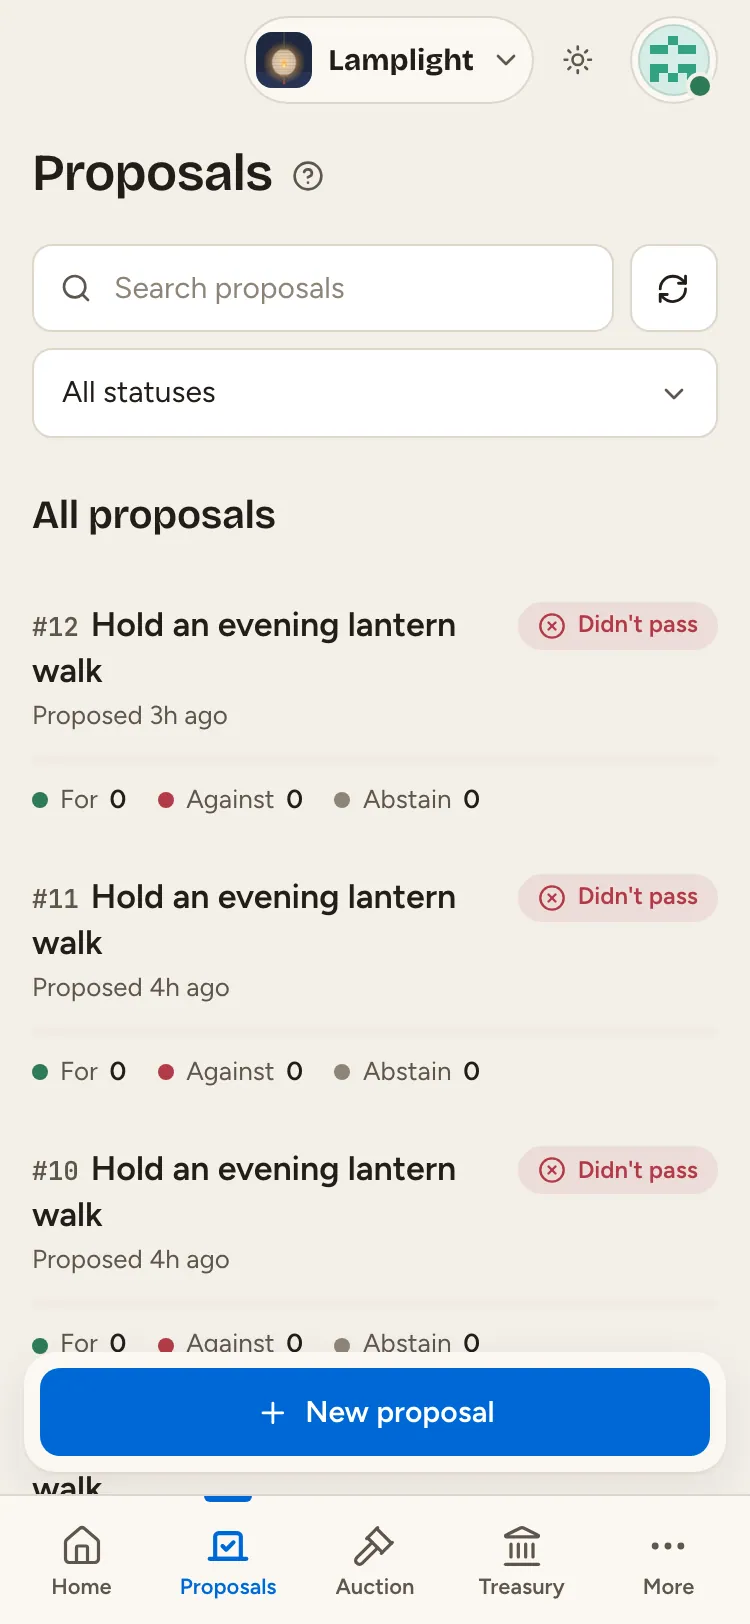 Lamplight
Proposals
Search proposals
All statuses
All proposals
#12 Hold an evening lantern
walk
Didn't pass
Proposed 3h ago
For 0 Against 0 Abstain 0
#11 Hold an evening lantern
walk
Didn't pass
Proposed 4h ago
For 0 Against 0 Abstain 0
#10 Hold an evening lantern
walk
Didn't pass
Proposed 4h ago
For 0 Against 0 Abstain 0
New proposal
walk
Home Proposals Auction Treasury More